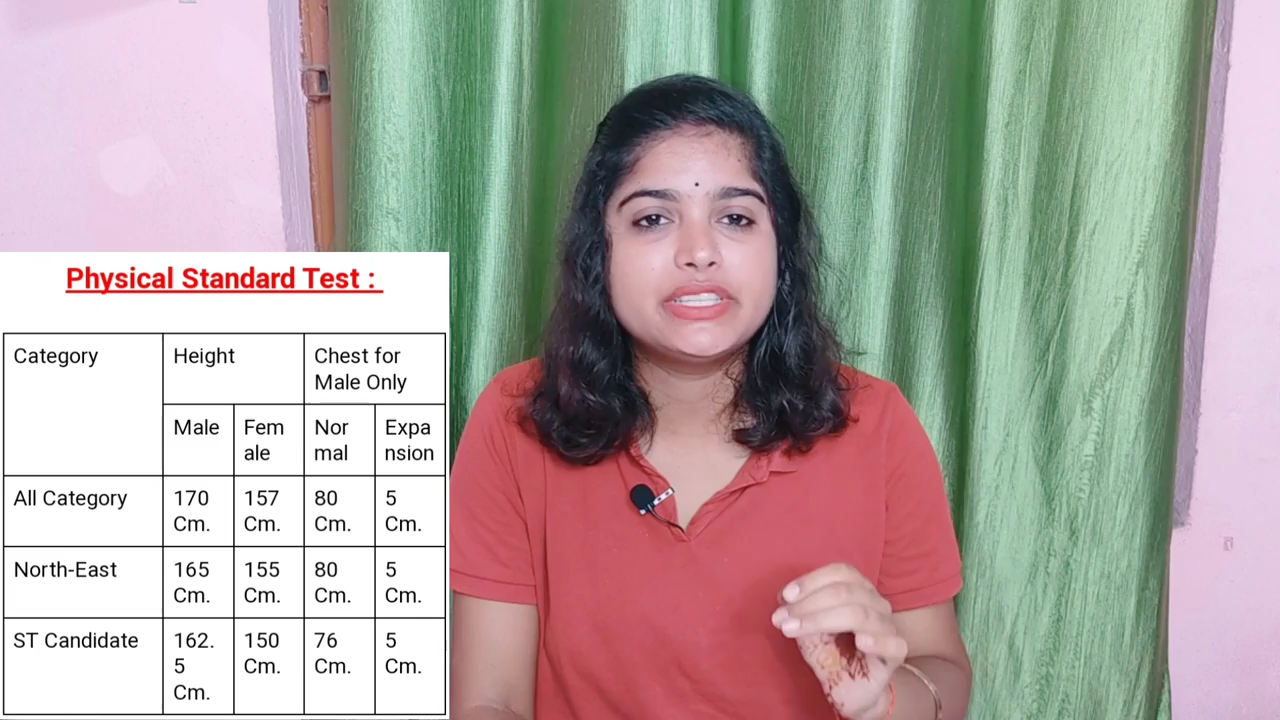 Physical Standard Test :
Category Height Chest for
Male Only
Male Fem Nor Expa
ale mal nsion
All Category 170 157 80 5
Cm. Cm. Cm. Cm.
North-East 165 155 80 5
Cm. Cm. Cm. Cm.
ST Candidate 162. 150 76 5
5 Cm. Cm. Cm.
Cm.